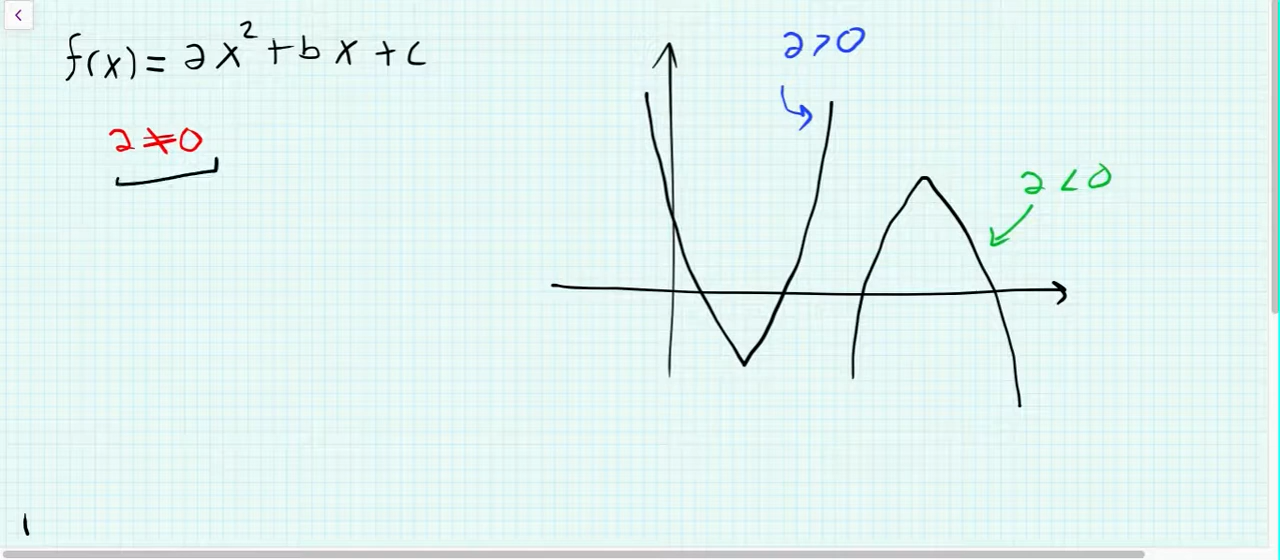 f(x) = ax² + bx + c
a ≠ 0
a > 0
a < 0